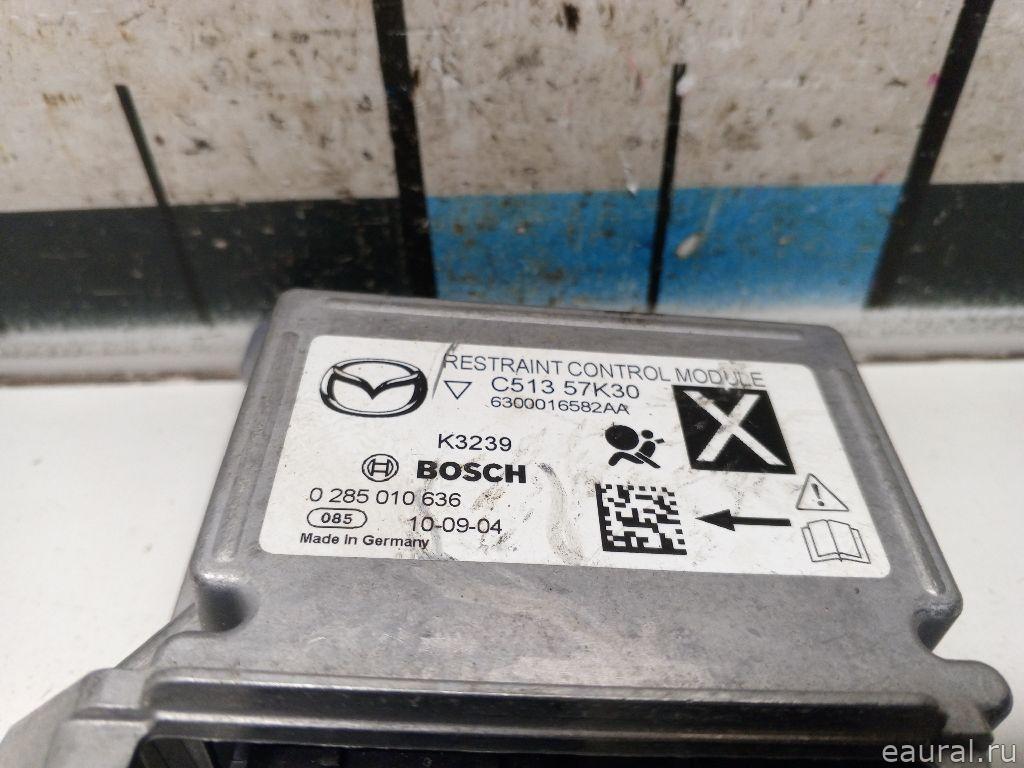 RESTRAINT CONTROL MODULE
C513 57K30
6300016582AA
K3239
BOSCH
0 285 010 636
085 10-09-04
Made in Germany
X
eaural.ru